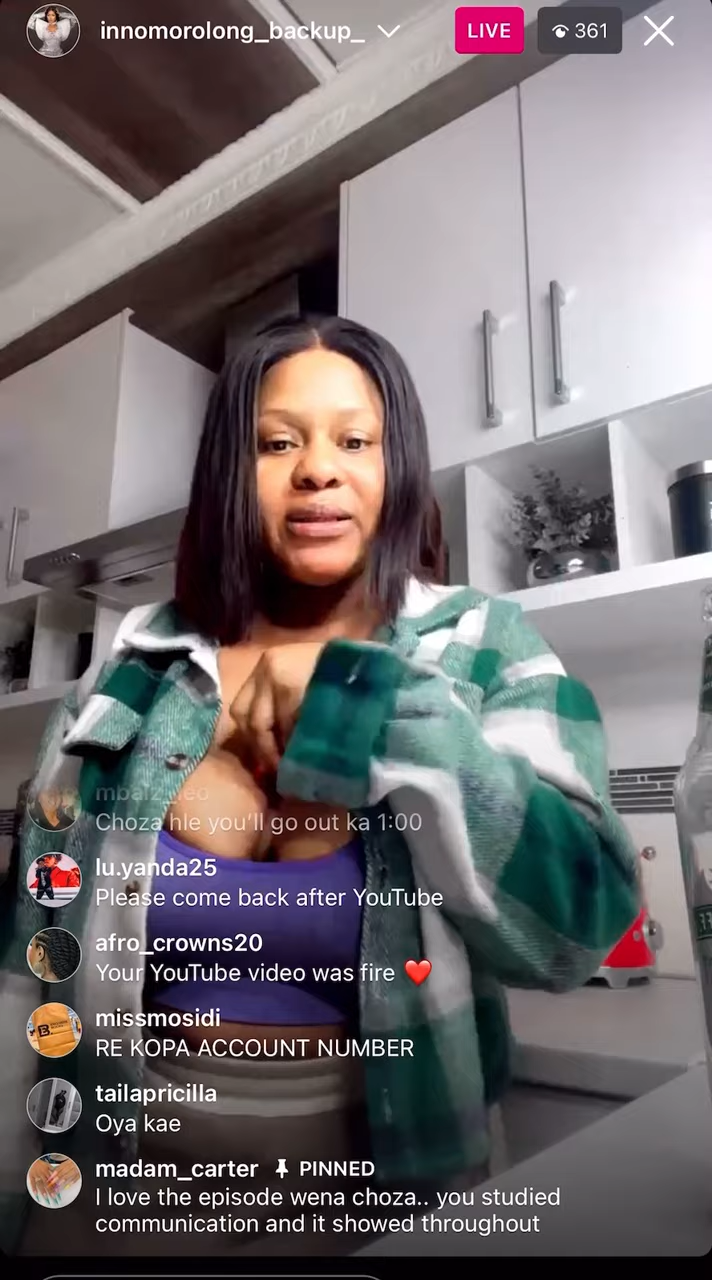 innomorolong_backup_
LIVE
361
mbalz_neo
Choza hle you'll go out ka 1:00
lu.yanda25
Please come back after YouTube
afro_crowns20
Your YouTube video was fire ❤️
missmosidi
RE KOPA ACCOUNT NUMBER
tailapricilla
Oya kae
madam_carter PINNED
I love the episode wena choza.. you studied
communication and it showed throughout